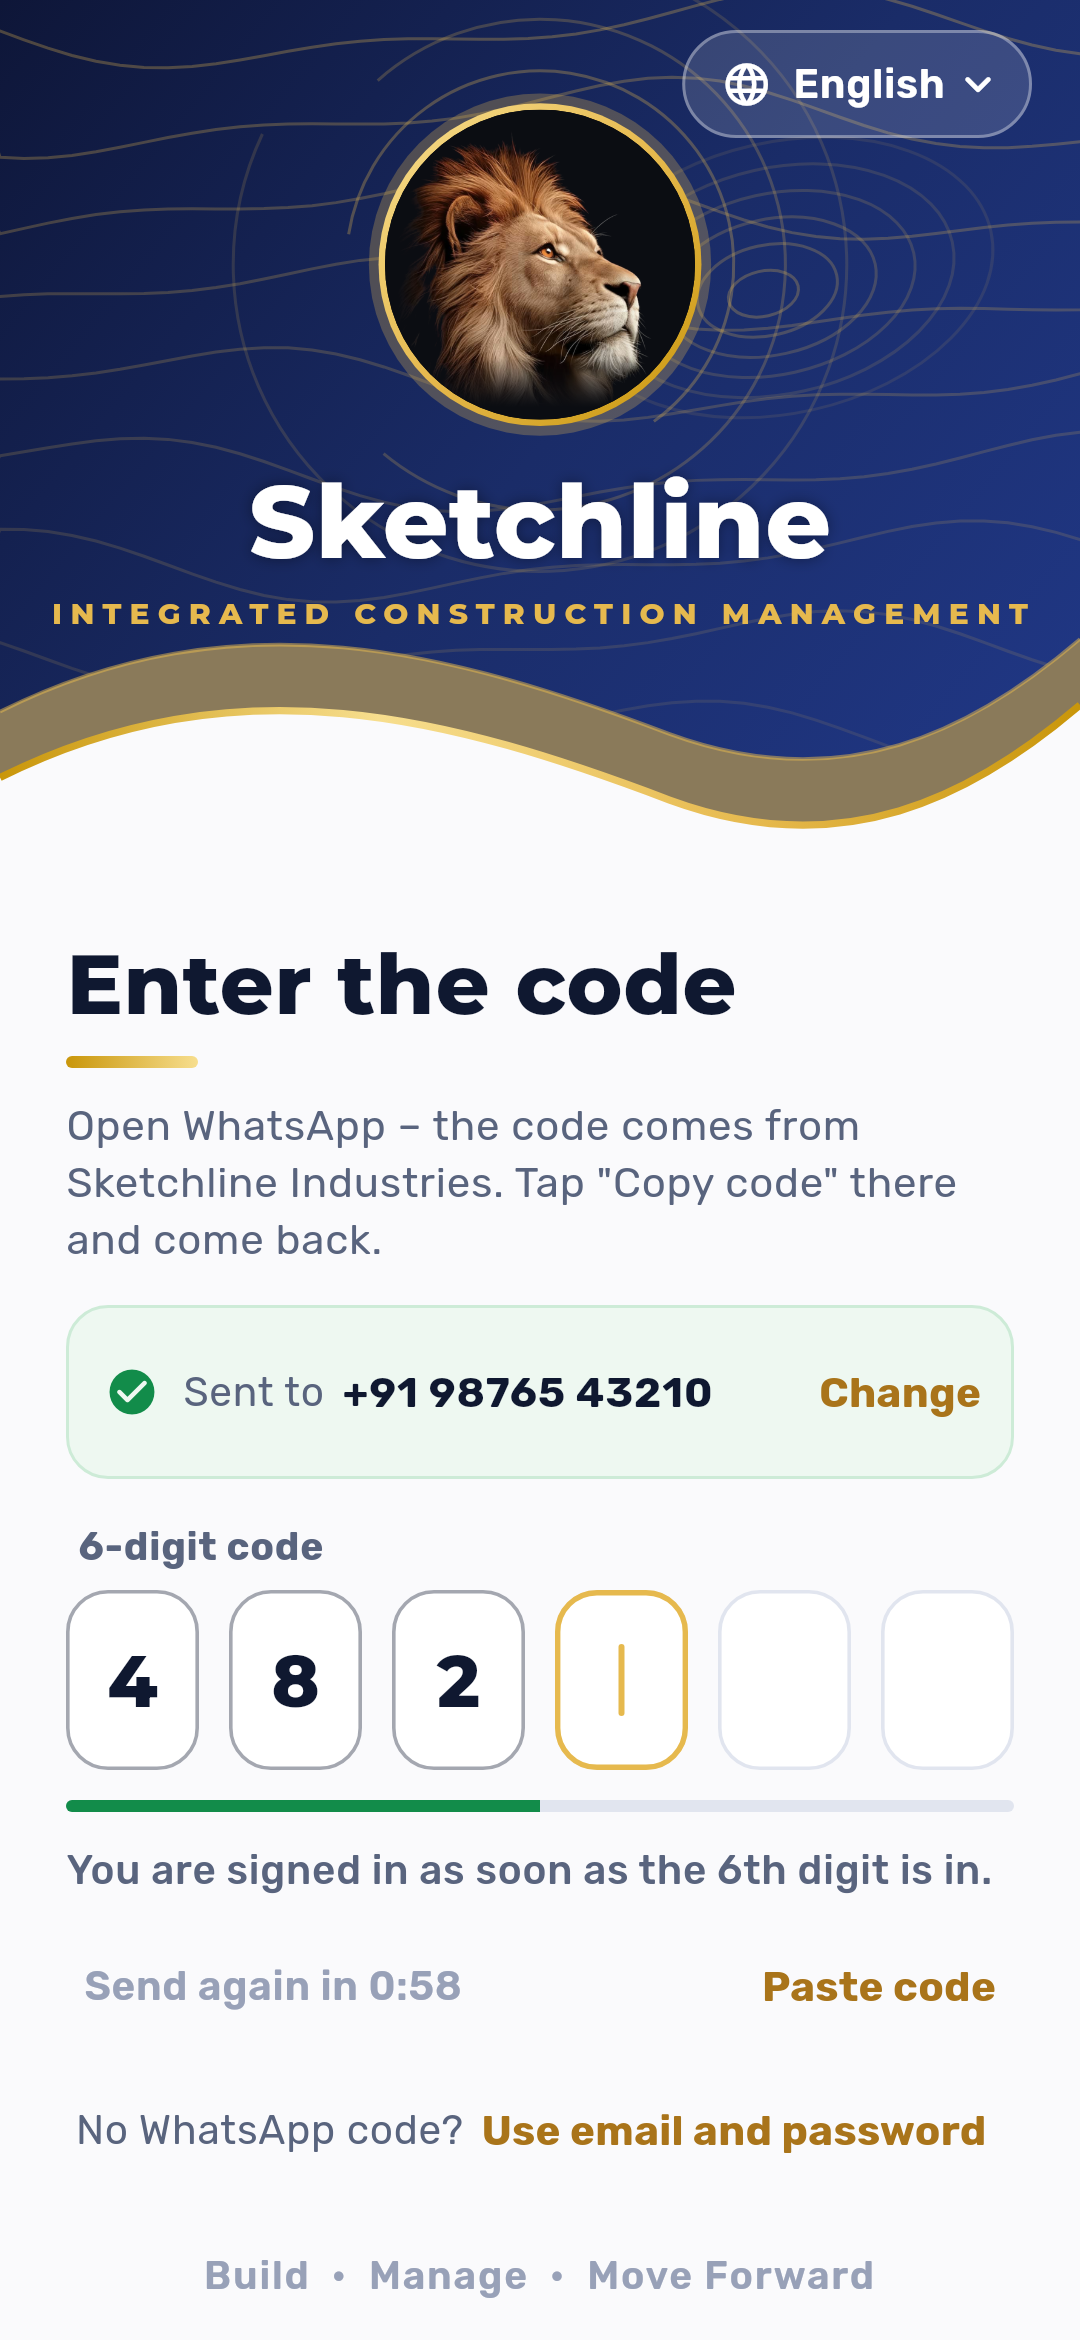 English
Sketchline
INTEGRATED CONSTRUCTION MANAGEMENT
Enter the code
Open WhatsApp – the code comes from
Sketchline Industries. Tap "Copy code" there
and come back.
Sent to +91 98765 43210 Change
6-digit code
4 8 2
You are signed in as soon as the 6th digit is in.
Send again in 0:58 Paste code
No WhatsApp code? Use email and password
Build • Manage • Move Forward